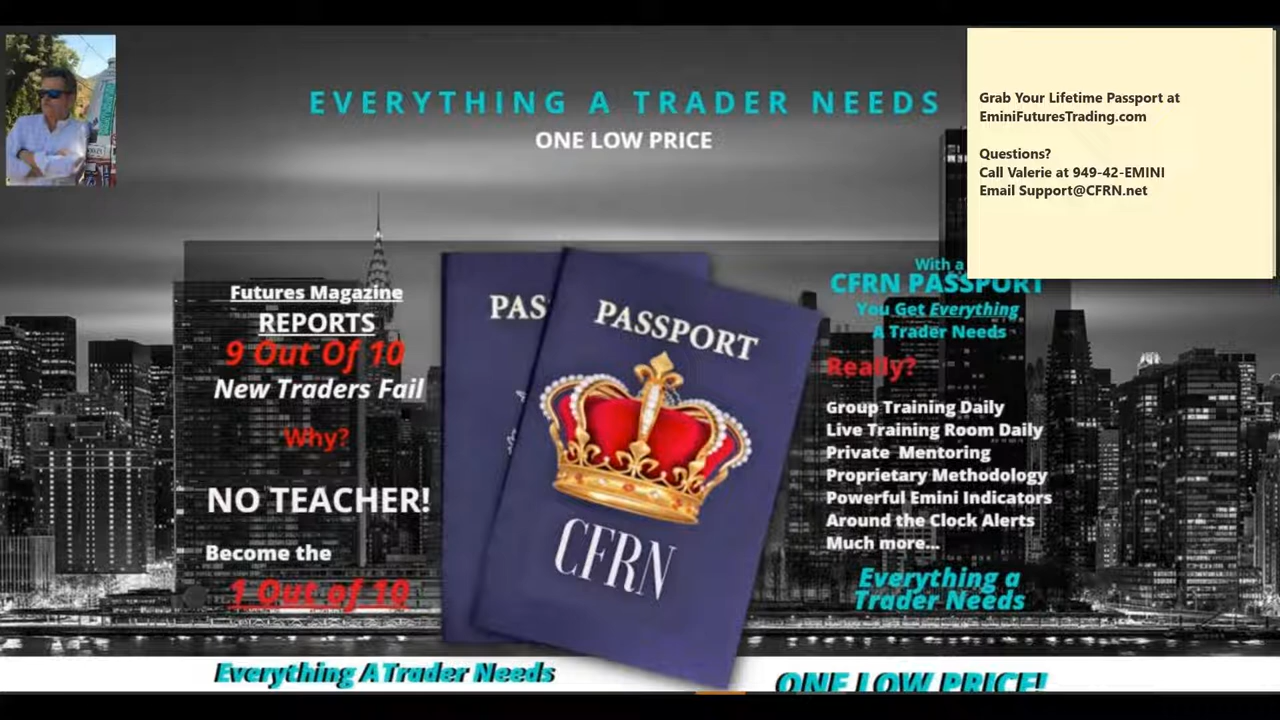 EVERYTHING A TRADER NEEDS
ONE LOW PRICE
Grab Your Lifetime Passport at
EminiFuturesTrading.com
Questions?
Call Valerie at 949-42-EMINI
Email Support@CFRN.net
Futures Magazine
REPORTS
9 Out Of 10
New Traders Fail
Why?
NO TEACHER!
Become the
1 Out of 10
PAS
PASSPORT
CFRN
With a
CFRN PASSPORT
You Get Everything
A Trader Needs
Really?
Group Training Daily
Live Training Room Daily
Private Mentoring
Proprietary Methodology
Powerful Emini Indicators
Around the Clock Alerts
Much more...
Everything a
Trader Needs
Everything A Trader Needs
ONE LOW PRICE!